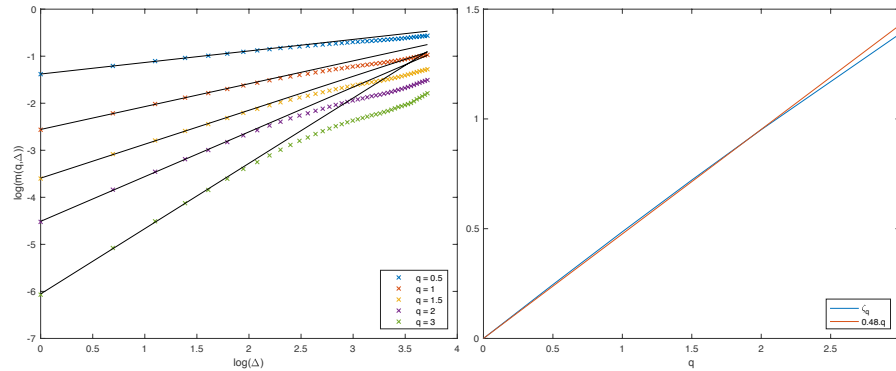 0
-1
-2
-3
-4
-5
-6
-7
log(m(q,Δ))
0
0.5
1
1.5
2
2.5
3
3.5
4
log(Δ)
q = 0.5
q = 1
q = 1.5
q = 2
q = 3
1.5
1
0.5
0
0
0.5
1
1.5
2
2.5
q
ζq
0.48.q